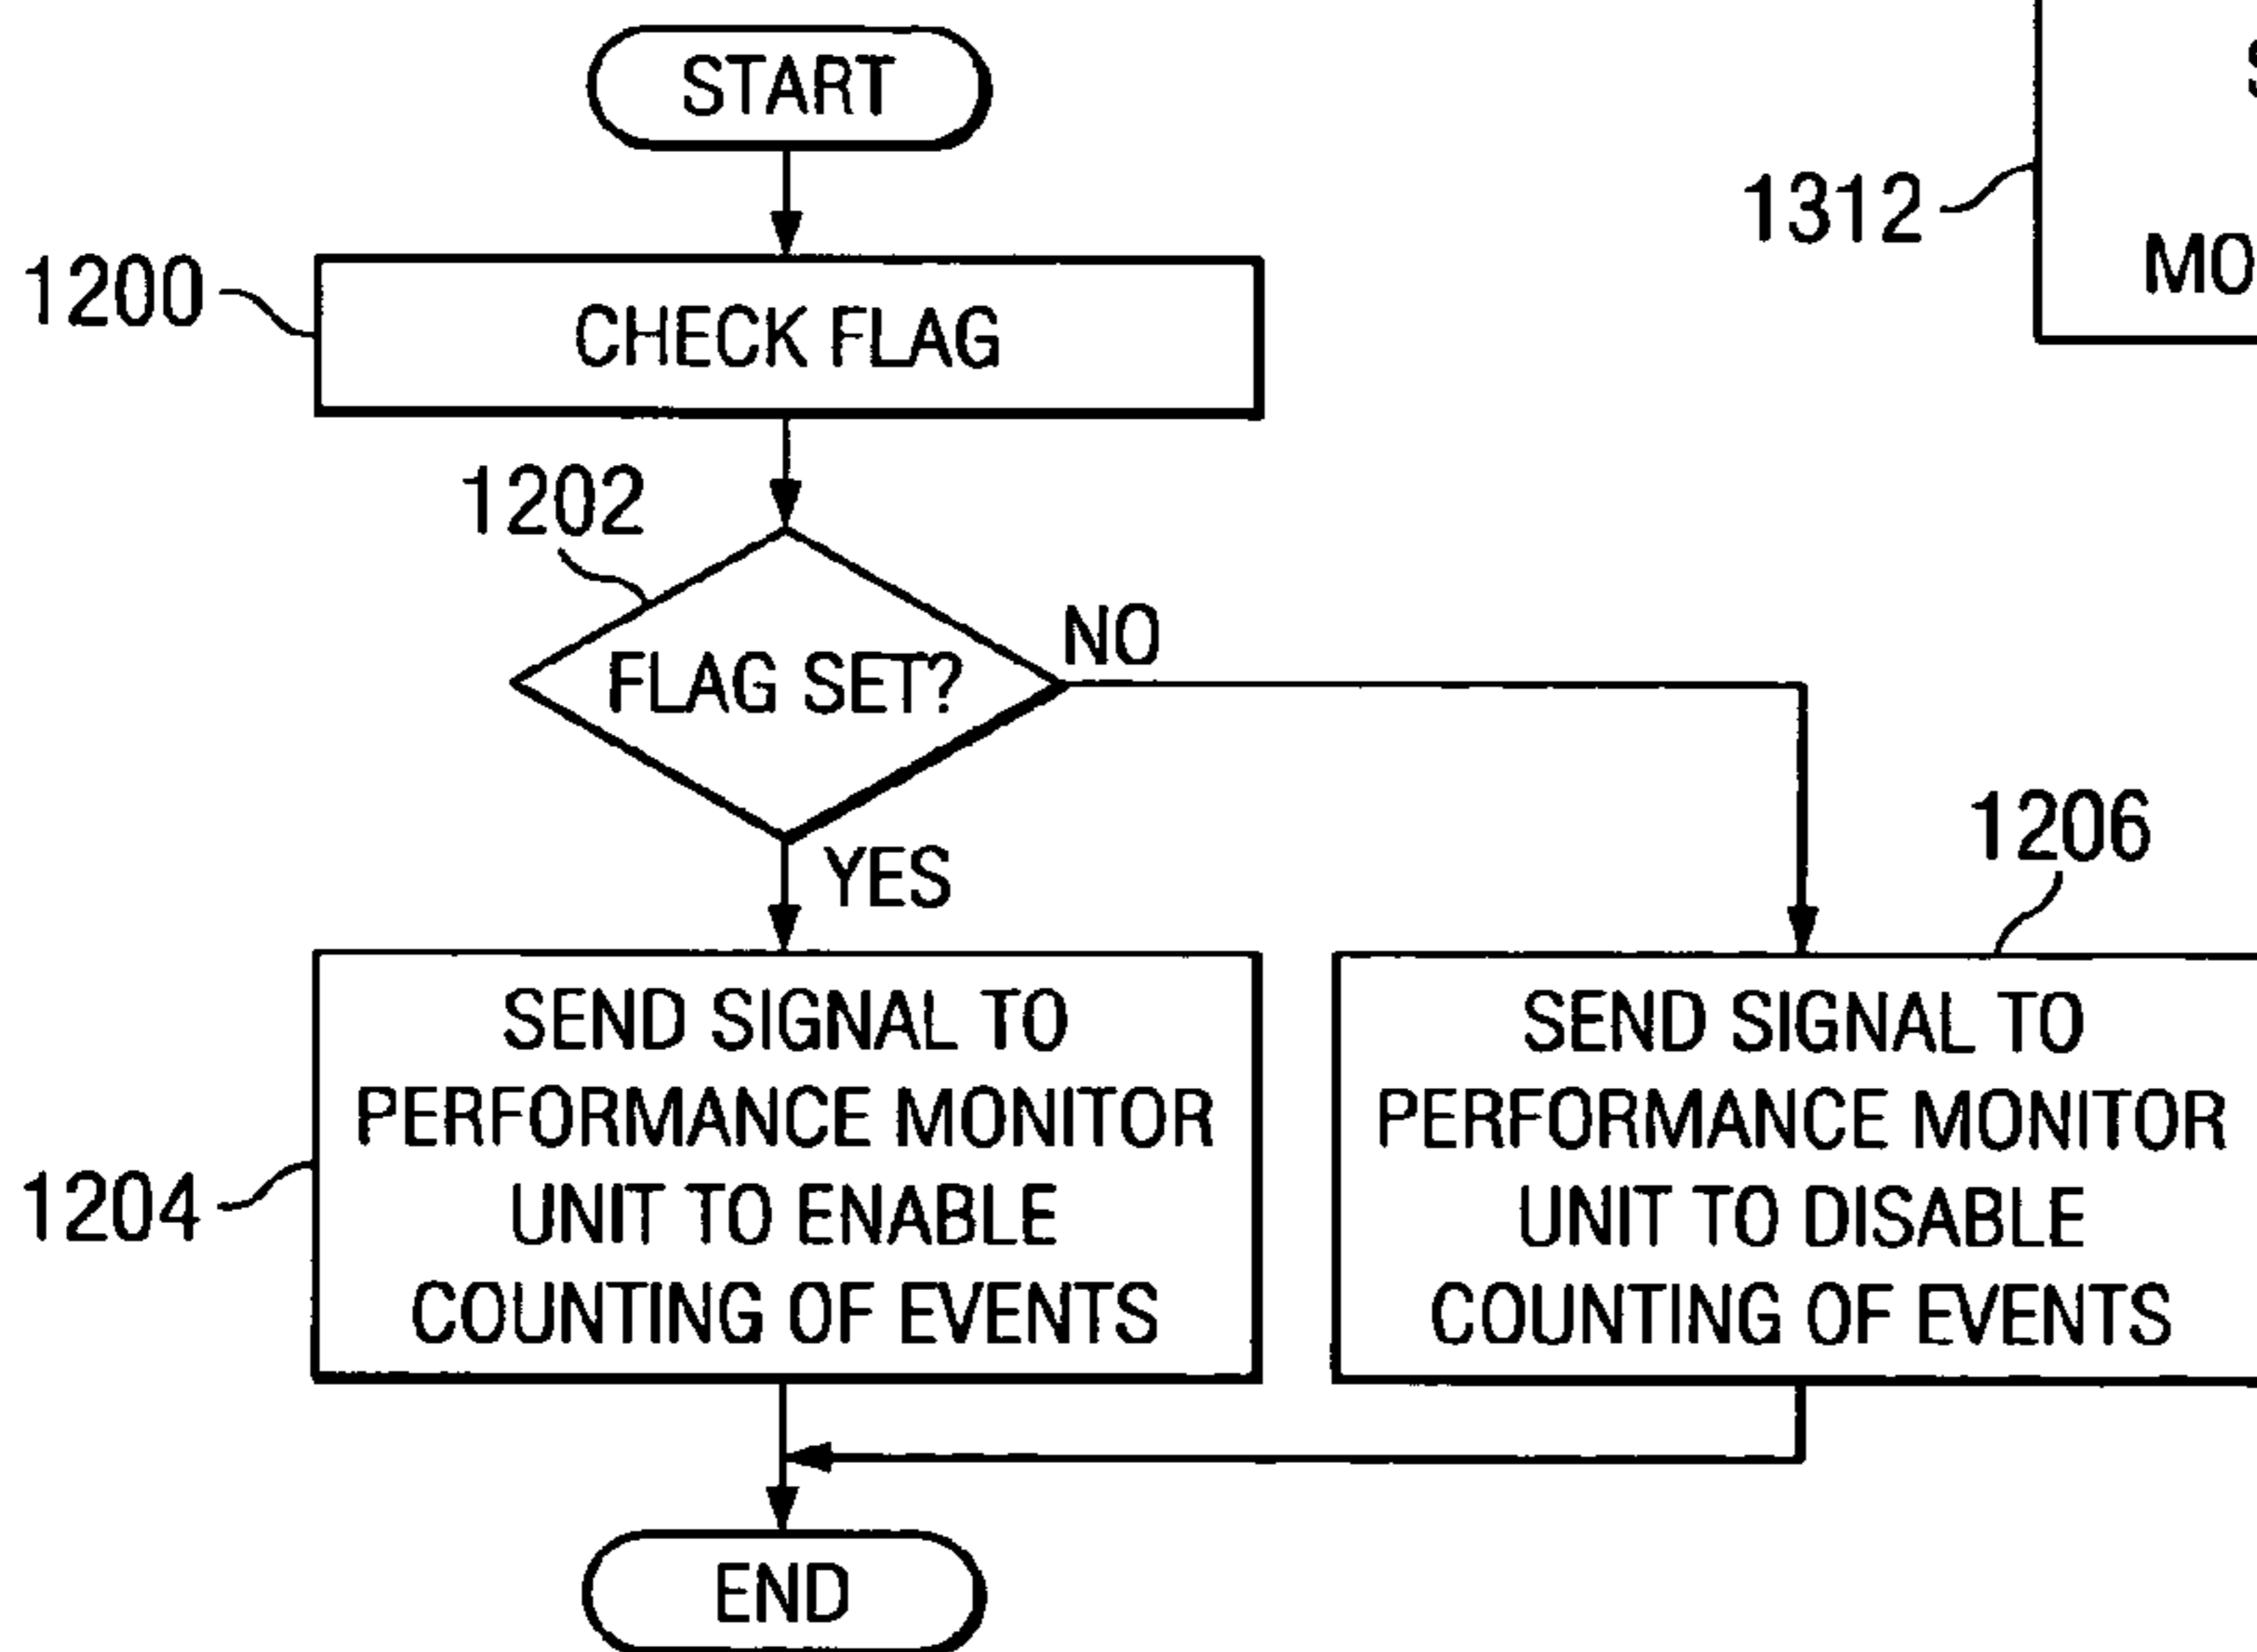 START
1200
CHECK FLAG
1202
FLAG SET?
NO
YES
1204
SEND SIGNAL TO
PERFORMANCE MONITOR
UNIT TO ENABLE
COUNTING OF EVENTS
1206
SEND SIGNAL TO
PERFORMANCE MONITOR
UNIT TO DISABLE
COUNTING OF EVENTS
END
1312